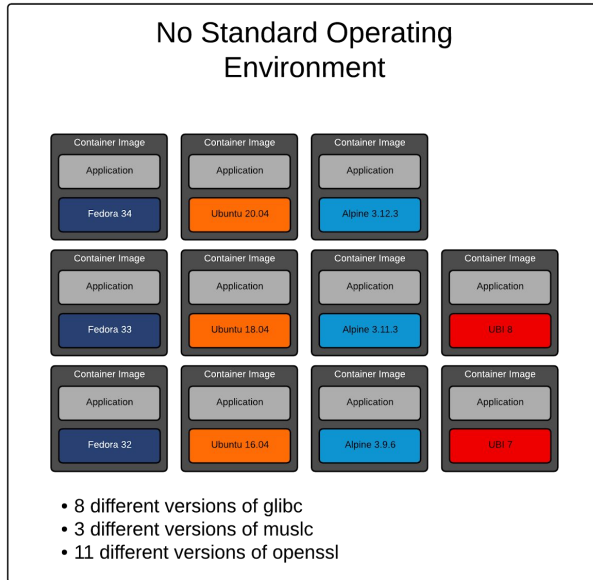 No Standard Operating
Environment
Container Image
Application
Fedora 34
Container Image
Application
Ubuntu 20.04
Container Image
Application
Alpine 3.12.3
Container Image
Application
Fedora 33
Container Image
Application
Ubuntu 18.04
Container Image
Application
Alpine 3.11.3
Container Image
Application
UBI 8
Container Image
Application
Fedora 32
Container Image
Application
Ubuntu 16.04
Container Image
Application
Alpine 3.9.6
Container Image
Application
UBI 7
• 8 different versions of glibc
• 3 different versions of muslc
• 11 different versions of openssl